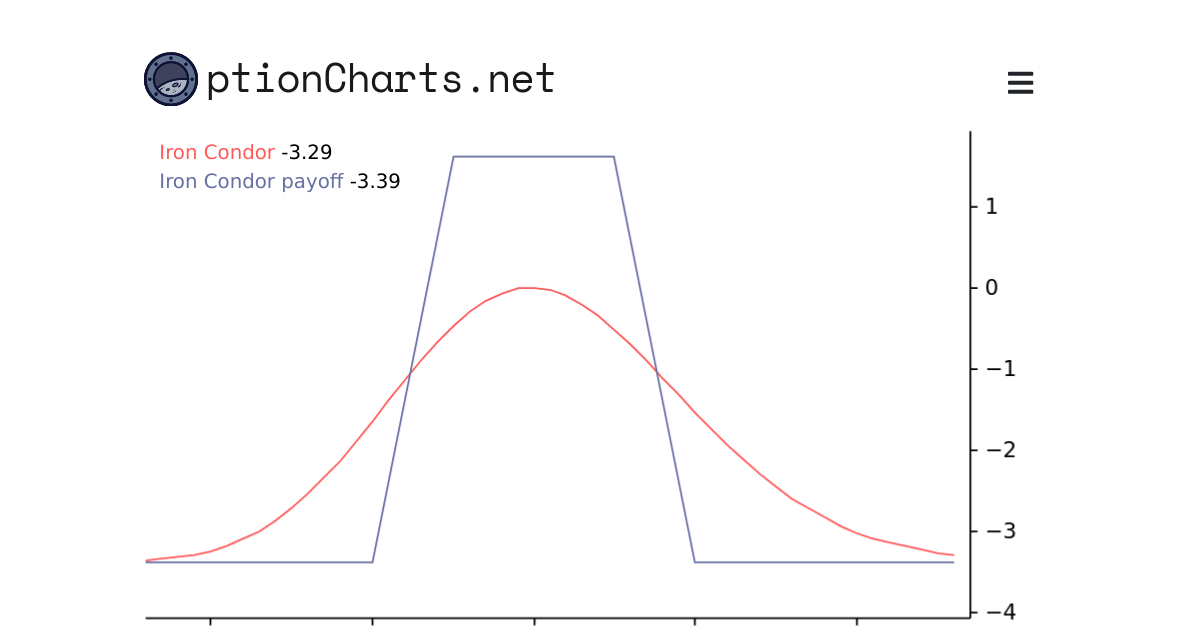 ptionCharts.net
Iron Condor -3.29
Iron Condor payoff -3.39
1
0
−1
−2
−3
−4